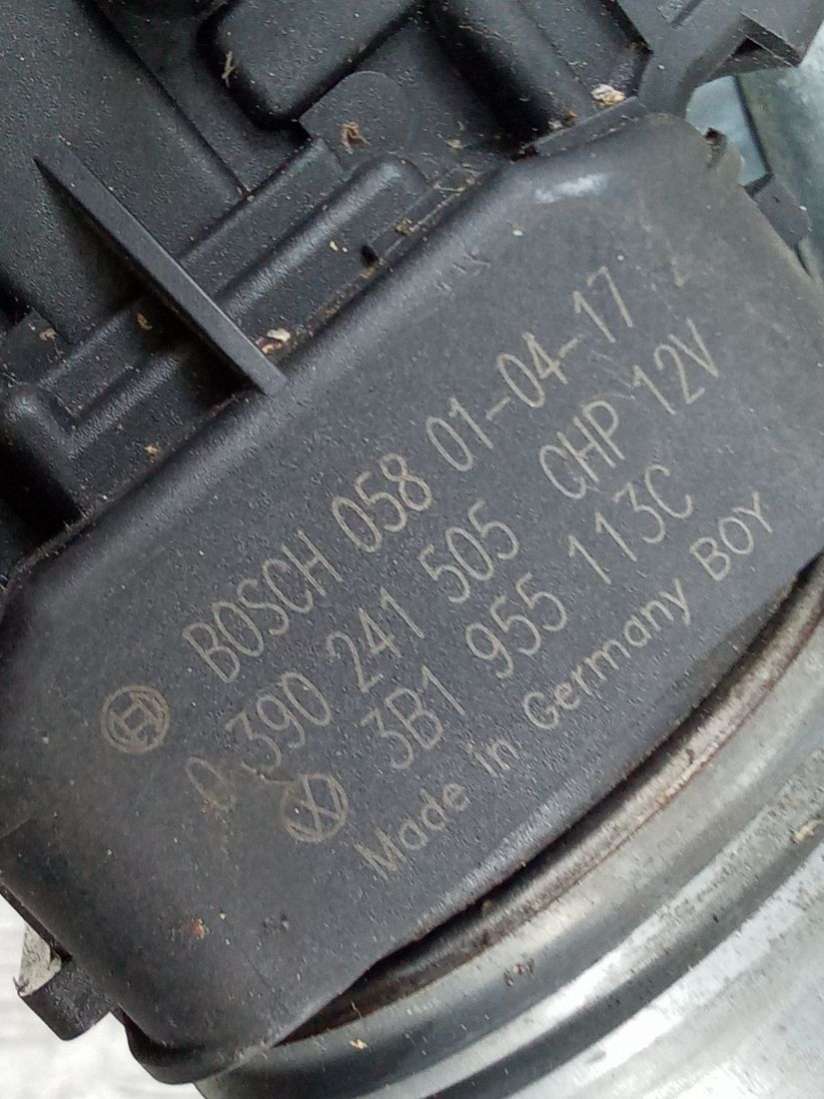 BOSCH 058 01-04-17
0 390 241 505 CHP 12V
3B1 955 113C
Made in Germany BOY